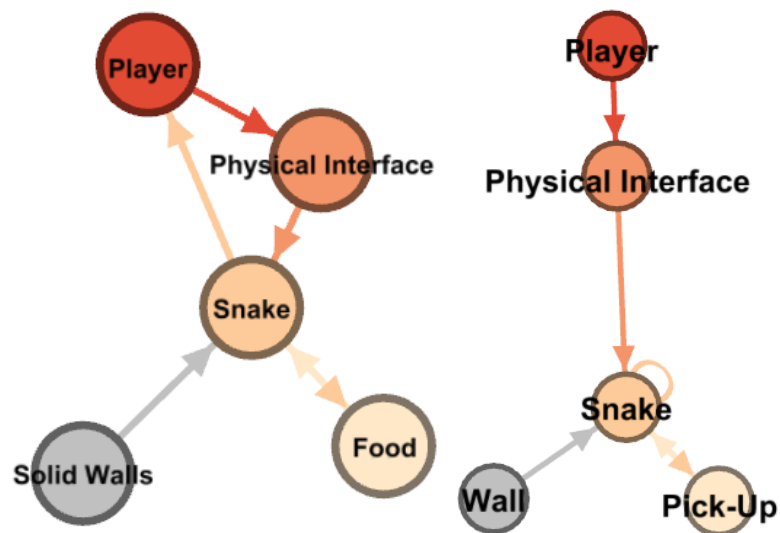 Player
Physical Interface
Snake
Solid Walls
Food
Player
Physical Interface
Snake
Wall
Pick-Up